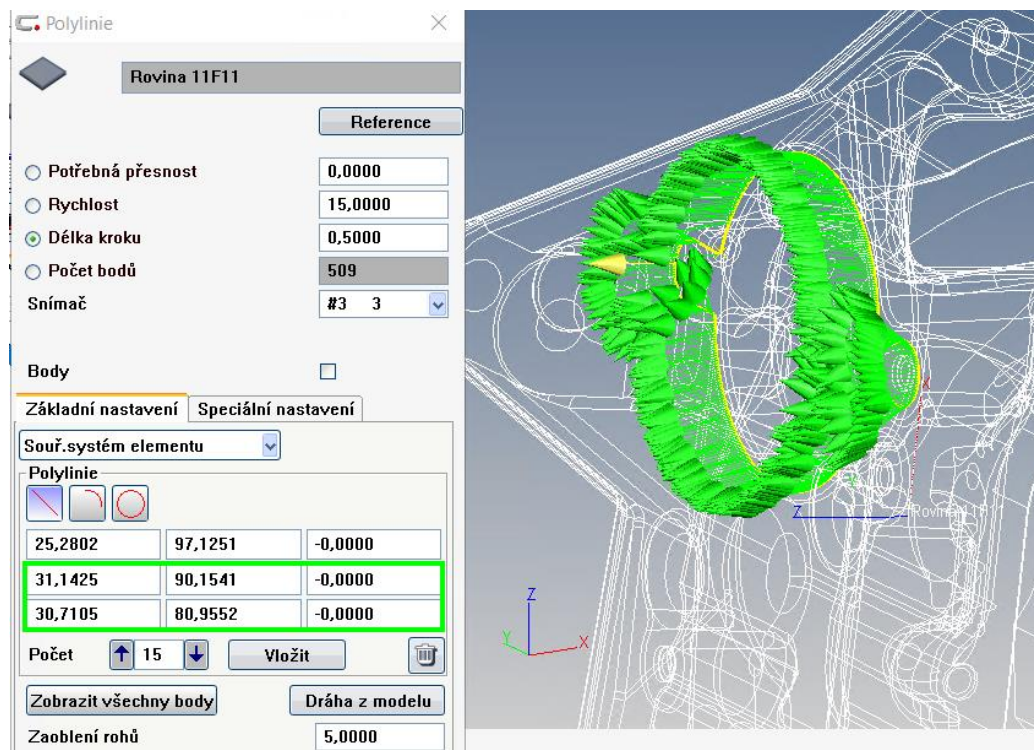 Polylinie
Rovina 11F11
Reference
Potřebná přesnost 0,0000
Rychlost 15,0000
Délka kroku 0,5000
Počet bodů 509
Snímač #3 3
Body
Základní nastavení Speciální nastavení
Souř.systém elementu
Polylinie
25,2802 97,1251 -0,0000
31,1425 90,1541 -0,0000
30,7105 80,9552 -0,0000
Počet 15 Vložit
Zobrazit všechny body Dráha z modelu
Zaoblení rohů 5,0000
X
Y
Z
Z
Y
X